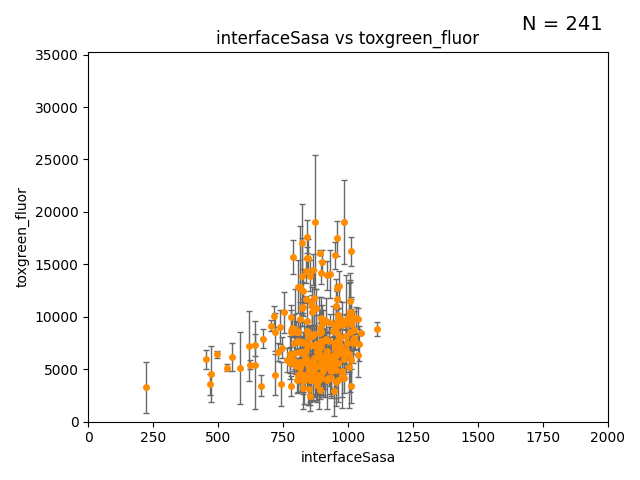 N = 241
interfaceSasa vs toxgreen_fluor
35000
30000
25000
20000
15000
10000
5000
0
toxgreen_fluor
0 250 500 750 1000 1250 1500 1750 2000
interfaceSasa